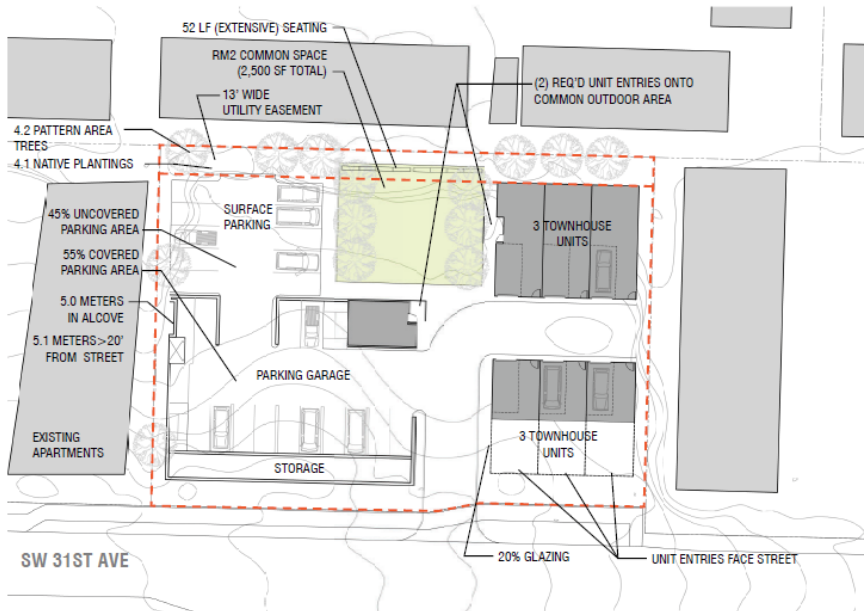 52 LF (EXTENSIVE) SEATING
RM2 COMMON SPACE
(2,500 SF TOTAL)
13' WIDE
UTILITY EASEMENT
(2) REQ'D UNIT ENTRIES ONTO
COMMON OUTDOOR AREA
4.2 PATTERN AREA
TREES
4.1 NATIVE PLANTINGS
45% UNCOVERED
PARKING AREA
55% COVERED
PARKING AREA
5.0 METERS
IN ALCOVE
5.1 METERS>20'
FROM STREET
EXISTING
APARTMENTS
SURFACE
PARKING
3 TOWNHOUSE
UNITS
PARKING GARAGE
3 TOWNHOUSE
UNITS
STORAGE
SW 31ST AVE
20% GLAZING
UNIT ENTRIES FACE STREET